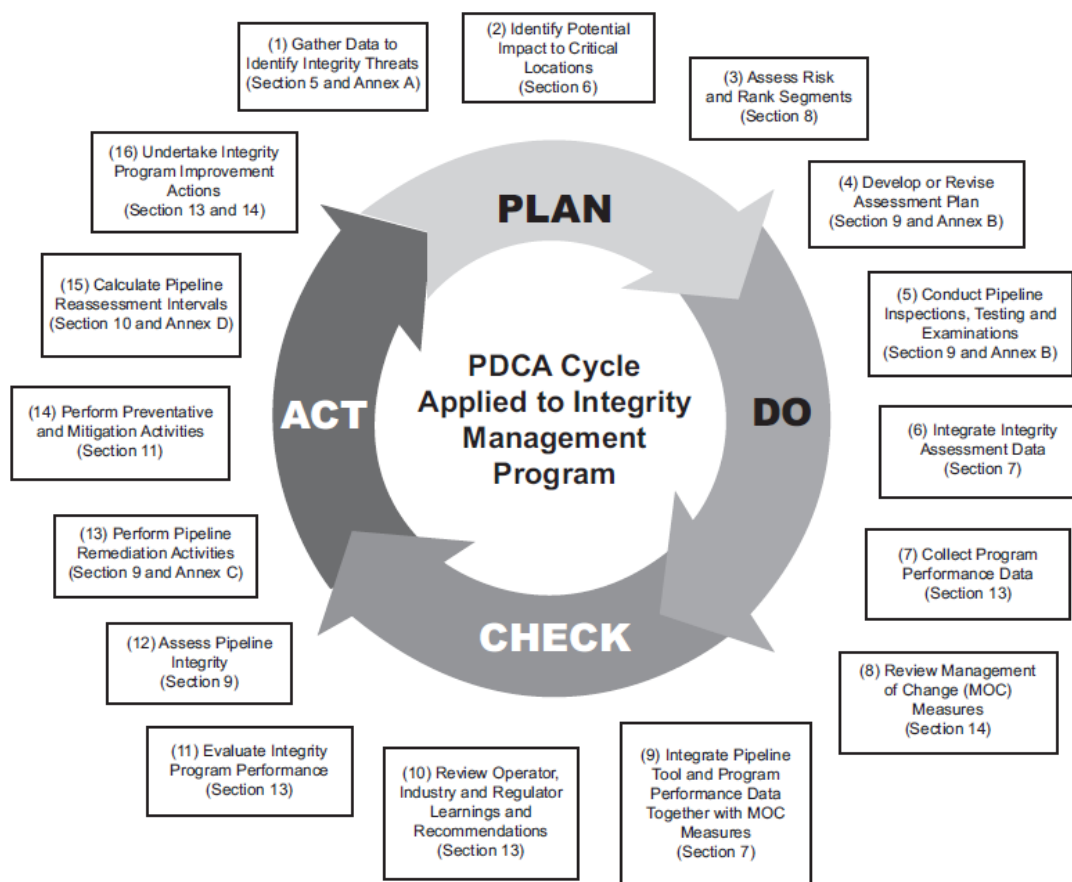 (1) Gather Data to
Identify Integrity Threats
(Section 5 and Annex A)
(2) Identify Potential
Impact to Critical
Locations
(Section 6)
(3) Assess Risk
and Rank Segments
(Section 8)
(4) Develop or Revise
Assessment Plan
(Section 9 and Annex B)
(5) Conduct Pipeline
Inspections, Testing and
Examinations
(Section 9 and Annex B)
(6) Integrate Integrity
Assessment Data
(Section 7)
(7) Collect Program
Performance Data
(Section 13)
(8) Review Management
of Change (MOC)
Measures
(Section 14)
(9) Integrate Pipeline
Tool and Program
Performance Data
Together with MOC
Measures
(Section 7)
(10) Review Operator,
Industry and Regulator
Learnings and
Recommendations
(Section 13)
(11) Evaluate Integrity
Program Performance
(Section 13)
(12) Assess Pipeline
Integrity
(Section 9)
(13) Perform Pipeline
Remediation Activities
(Section 9 and Annex C)
(14) Perform Preventative
and Mitigation Activities
(Section 11)
(15) Calculate Pipeline
Reassessment Intervals
(Section 10 and Annex D)
(16) Undertake Integrity
Program Improvement
Actions
(Section 13 and 14)
PLAN
DO
CHECK
ACT
PDCA Cycle
Applied to Integrity
Management
Program